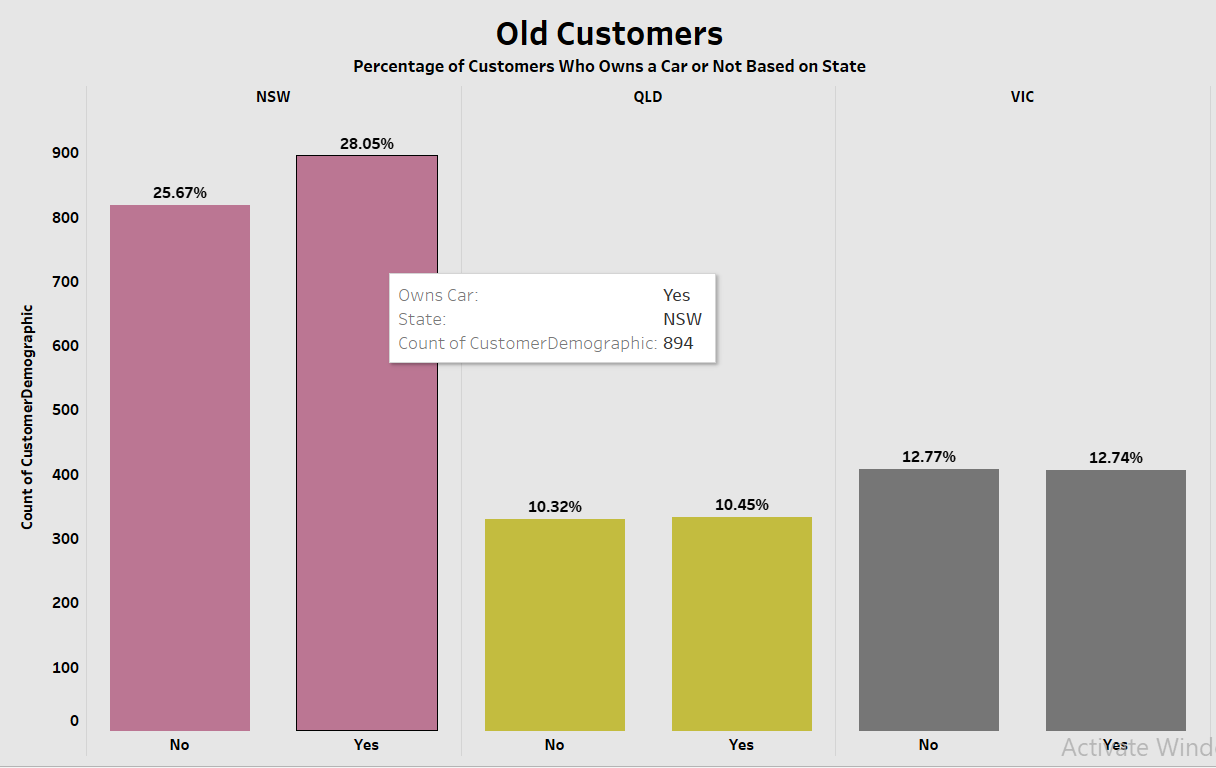 Old Customers
Percentage of Customers Who Owns a Car or Not Based on State
NSW QLD VIC
Count of CustomerDemographic
900
800
700
600
500
400
300
200
100
0
25.67% 28.05% 10.32% 10.45% 12.77% 12.74%
Owns Car: Yes
State: NSW
Count of CustomerDemographic: 894
No Yes No Yes No Yes
Activate Wind